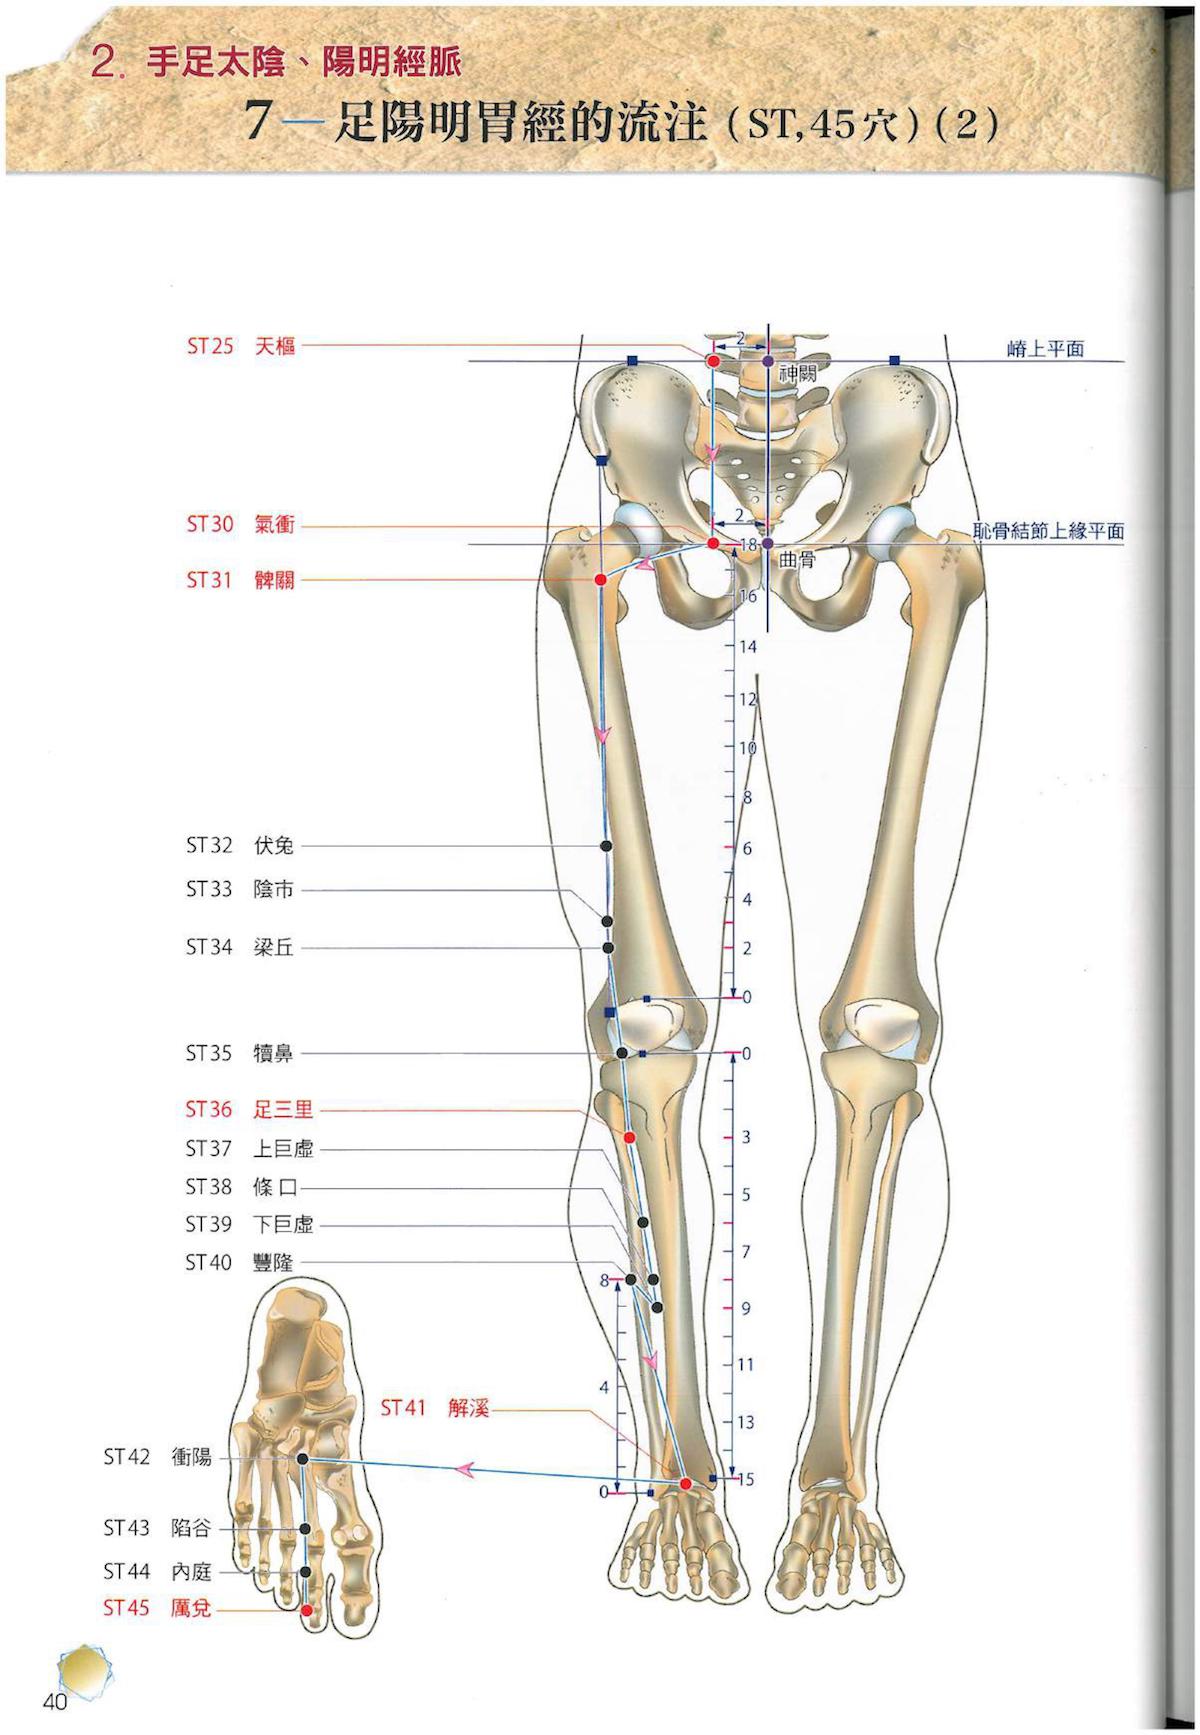 2. 手足太陰、陽明經脈
7—足陽明胃經的流注(ST,45穴)(2)
ST25 天樞
2
神闕
嵴上平面
ST30 氣衝
2
18
曲骨
恥骨結節上緣平面
ST31 髀關
16
14
12
10
8
ST32 伏兔
6
ST33 陰市
4
ST34 梁丘
2
0
ST35 犢鼻
0
ST36 足三里
3
ST37 上巨虛
ST38 條口
5
ST39 下巨虛
7
ST40 豐隆
8
9
11
4
ST41 解溪
13
ST42 衝陽
15
0
ST43 陷谷
ST44 內庭
ST45 厲兌
40